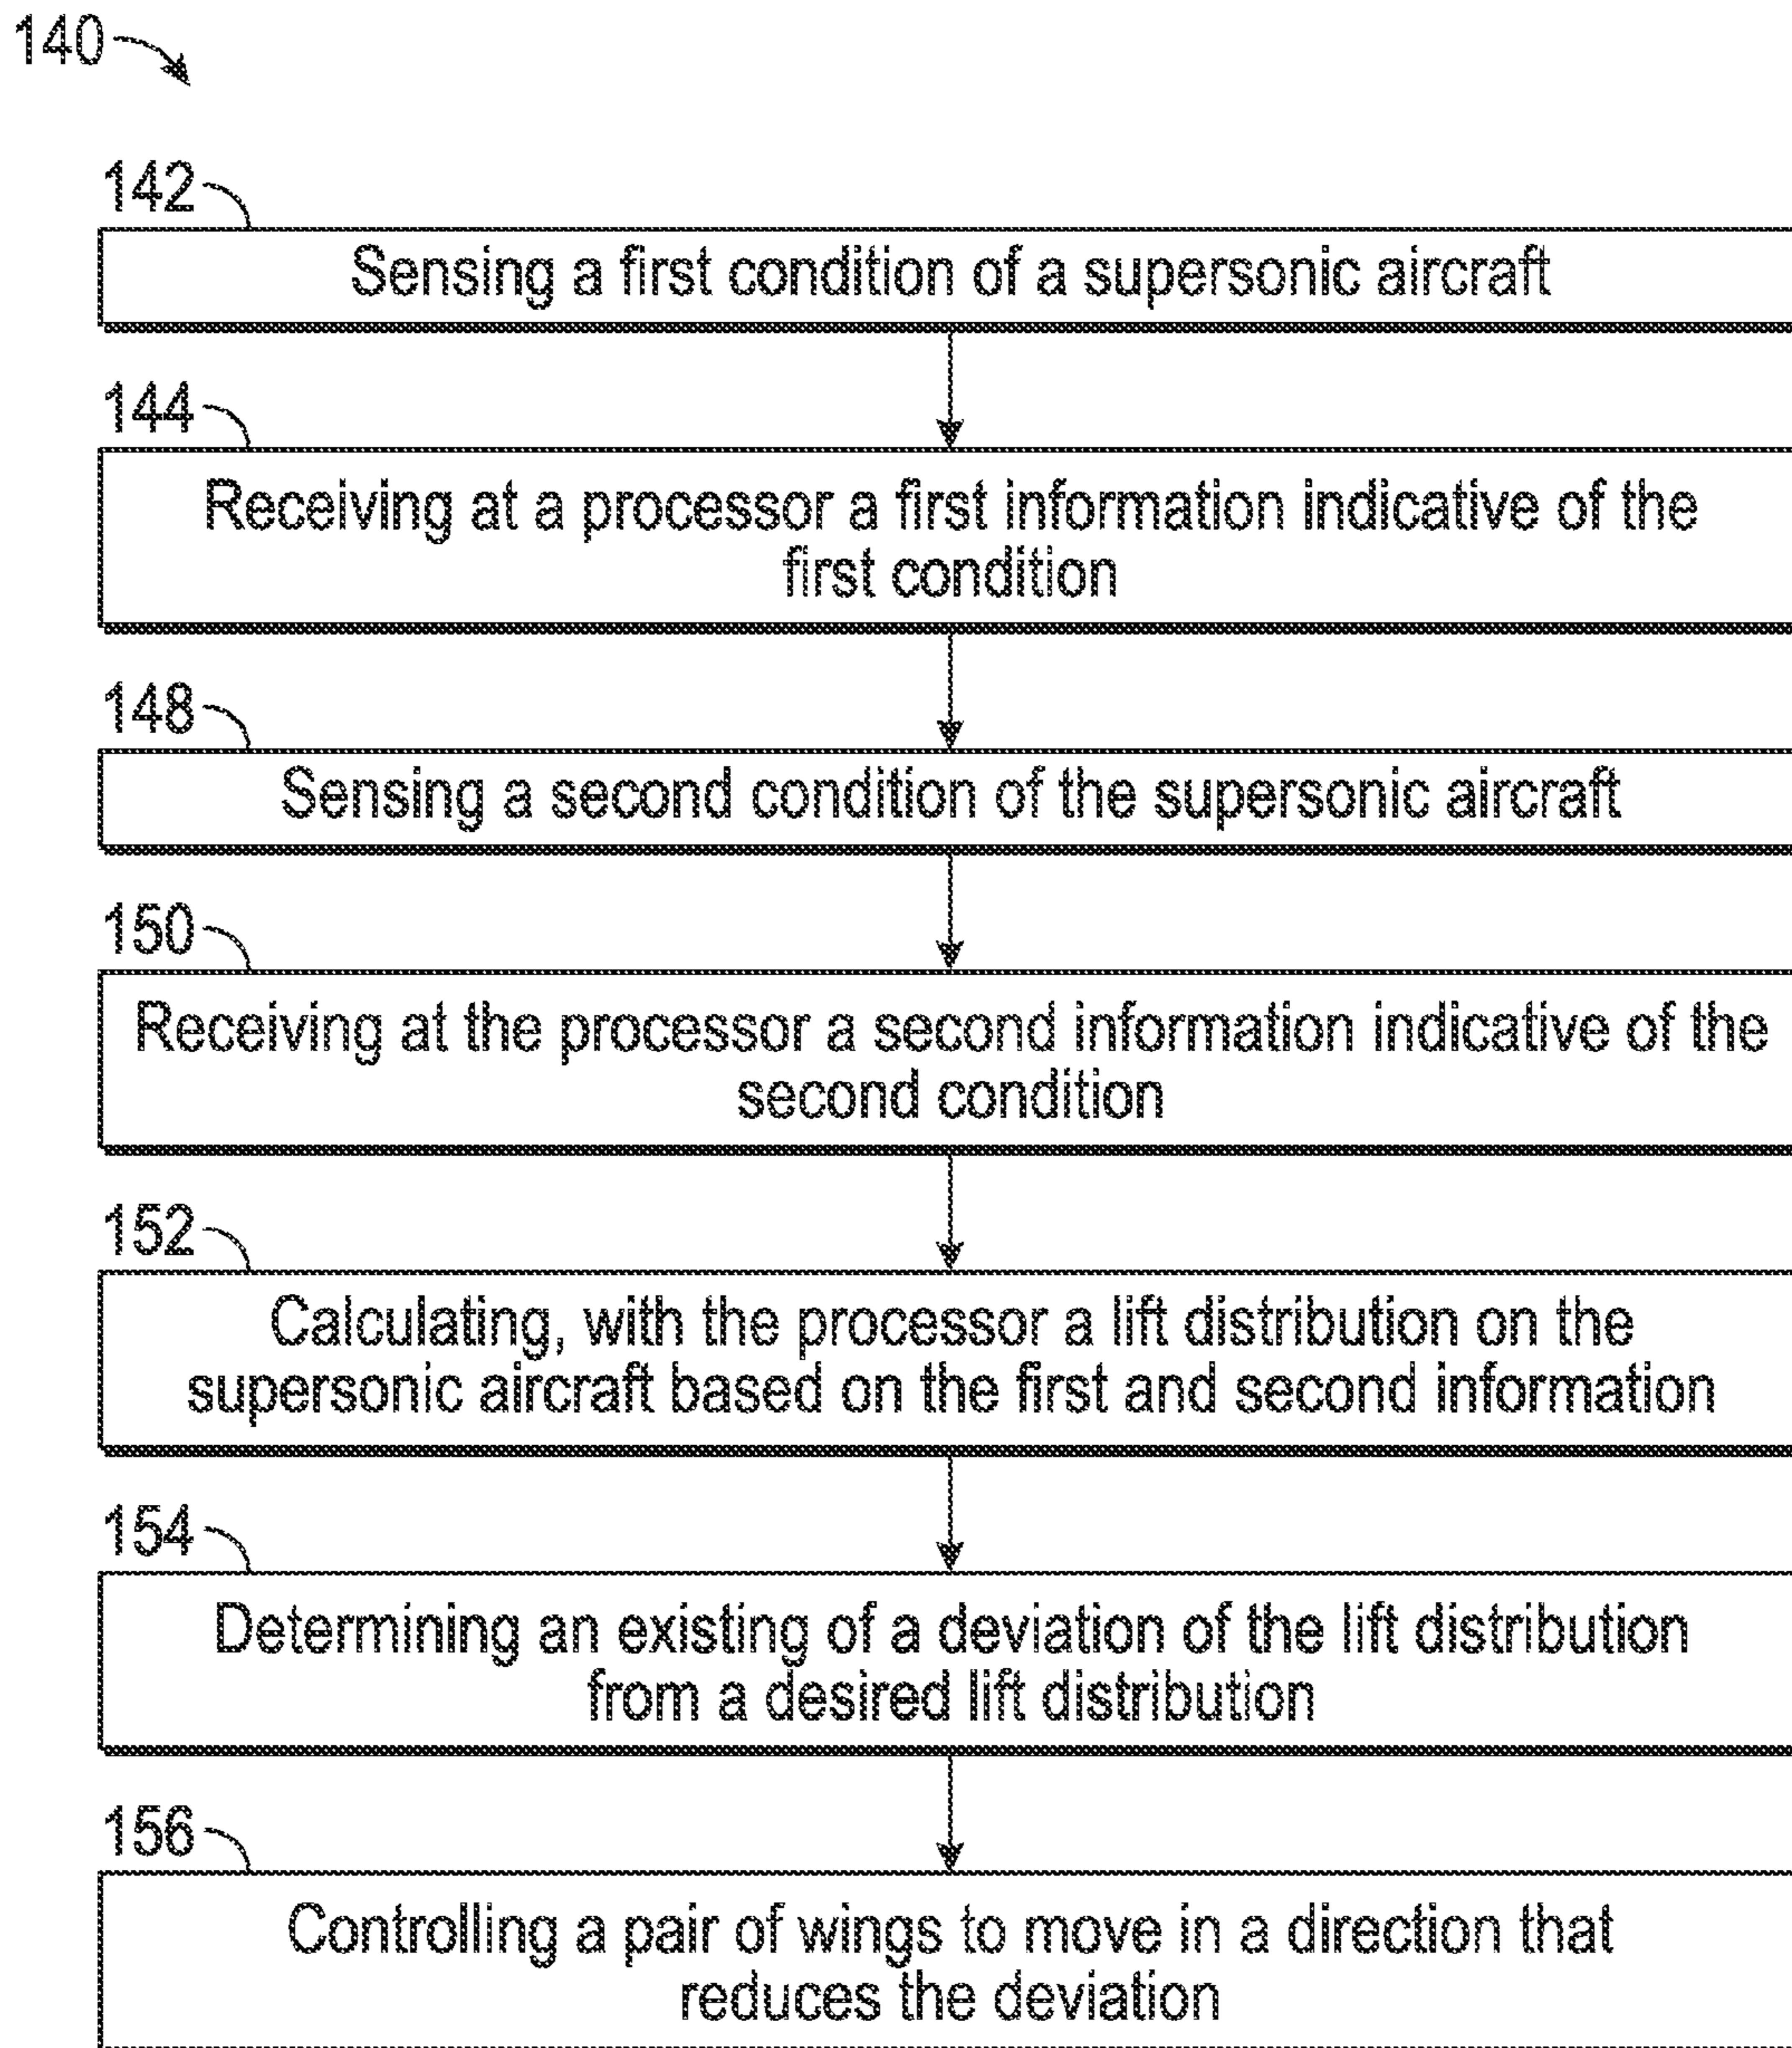 140
142
Sensing a first condition of a supersonic aircraft
144
Receiving at a processor a first information indicative of the
first condition
148
Sensing a second condition of the supersonic aircraft
150
Receiving at the processor a second information indicative of the
second condition
152
Calculating, with the processor a lift distribution on the
supersonic aircraft based on the first and second information
154
Determining an existing of a deviation of the lift distribution
from a desired lift distribution
156
Controlling a pair of wings to move in a direction that
reduces the deviation